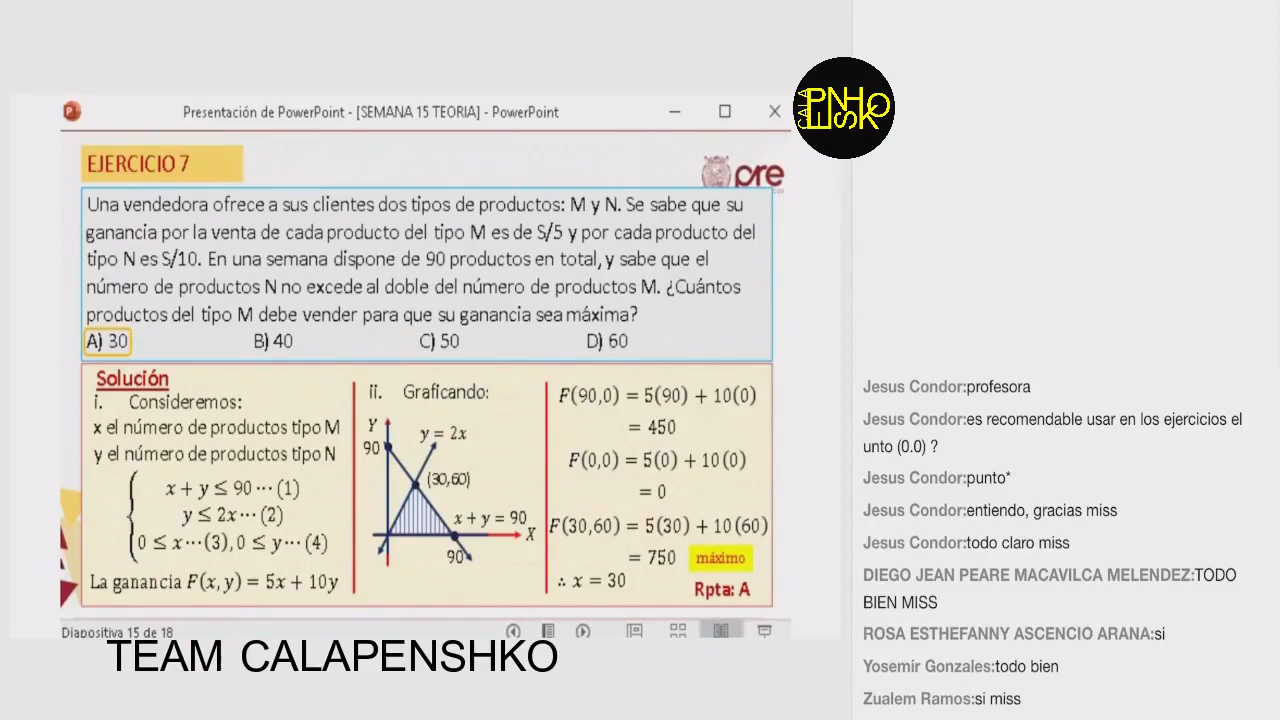 Presentación de PowerPoint - [SEMANA 15 TEORIA] - PowerPoint
CALA
PENHSKO
EJERCICIO 7
pre
Una vendedora ofrece a sus clientes dos tipos de productos: M y N. Se sabe que su
ganancia por la venta de cada producto del tipo M es de S/5 y por cada producto del
tipo N es S/10. En una semana dispone de 90 productos en total, y sabe que el
número de productos N no excede al doble del número de productos M. ¿Cuántos
productos del tipo M debe vender para que su ganancia sea máxima?
A) 30 B) 40 C) 50 D) 60
Solución
i. Consideremos:
x el número de productos tipo M
y el número de productos tipo N
x + y ≤ 90 ⋯ (1)
y ≤ 2x ⋯ (2)
0 ≤ x ⋯ (3), 0 ≤ y ⋯ (4)
La ganancia F(x, y) = 5x + 10y
ii. Graficando:
Y
90
y = 2x
(30,60)
x + y = 90
X
90
F(90,0) = 5(90) + 10(0)
= 450
F(0,0) = 5(0) + 10(0)
= 0
F(30,60) = 5(30) + 10(60)
= 750 máximo
∴ x = 30
Rpta: A
Diapositiva 15 de 18
TEAM CALAPENSHKO
Jesus Condor:profesora
Jesus Condor:es recomendable usar en los ejercicios el
unto (0.0) ?
Jesus Condor:punto*
Jesus Condor:entiendo, gracias miss
Jesus Condor:todo claro miss
DIEGO JEAN PEARE MACAVILCA MELENDEZ:TODO
BIEN MISS
ROSA ESTHEFANNY ASCENCIO ARANA:si
Yosemir Gonzales:todo bien
Zualem Ramos:si miss